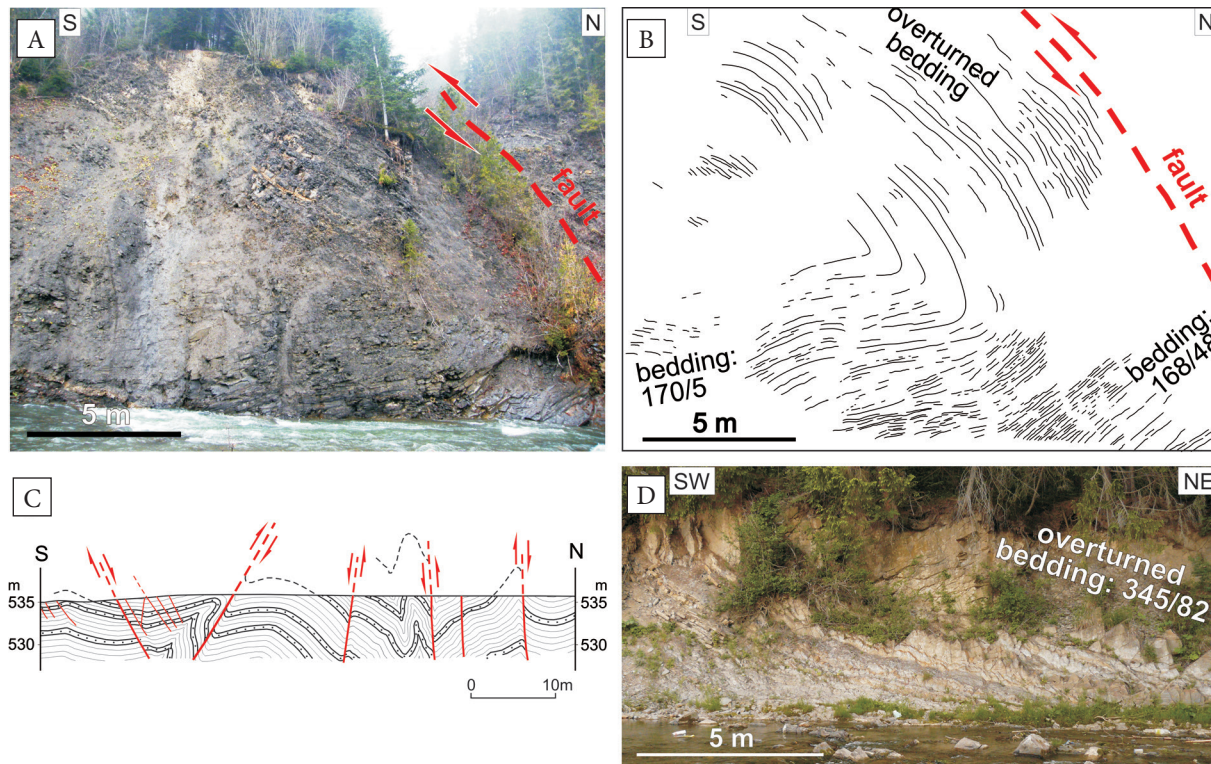 A
S
N
fault
5 m
B
S
N
overturned
bedding
fault
bedding:
170/5
bedding:
168/48
5 m
C
S
N
m
m
535
535
530
530
0
10m
D
SW
NE
overturned
bedding: 345/82
5 m